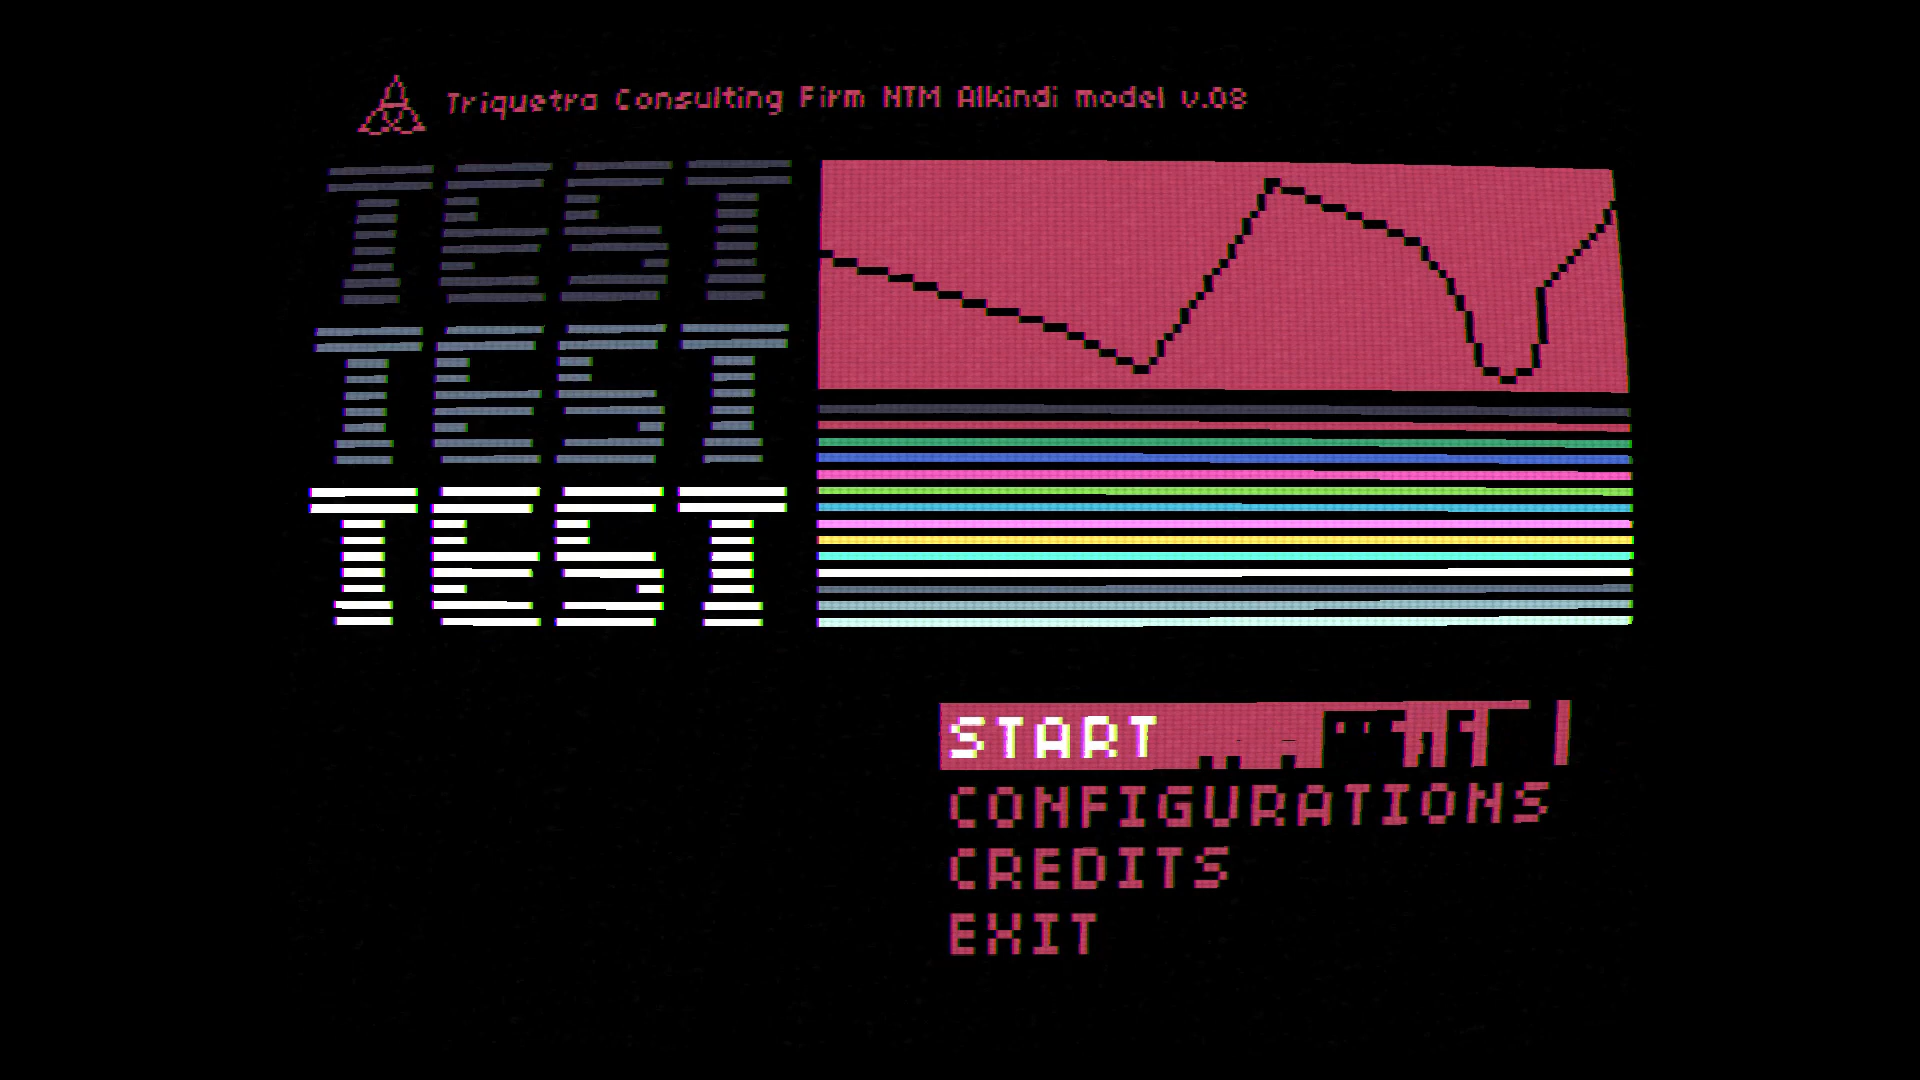 Triquetra Consulting Firm NTM Alkindi model v.08
TEST
TEST
TEST
START
CONFIGURATIONS
CREDITS
EXIT